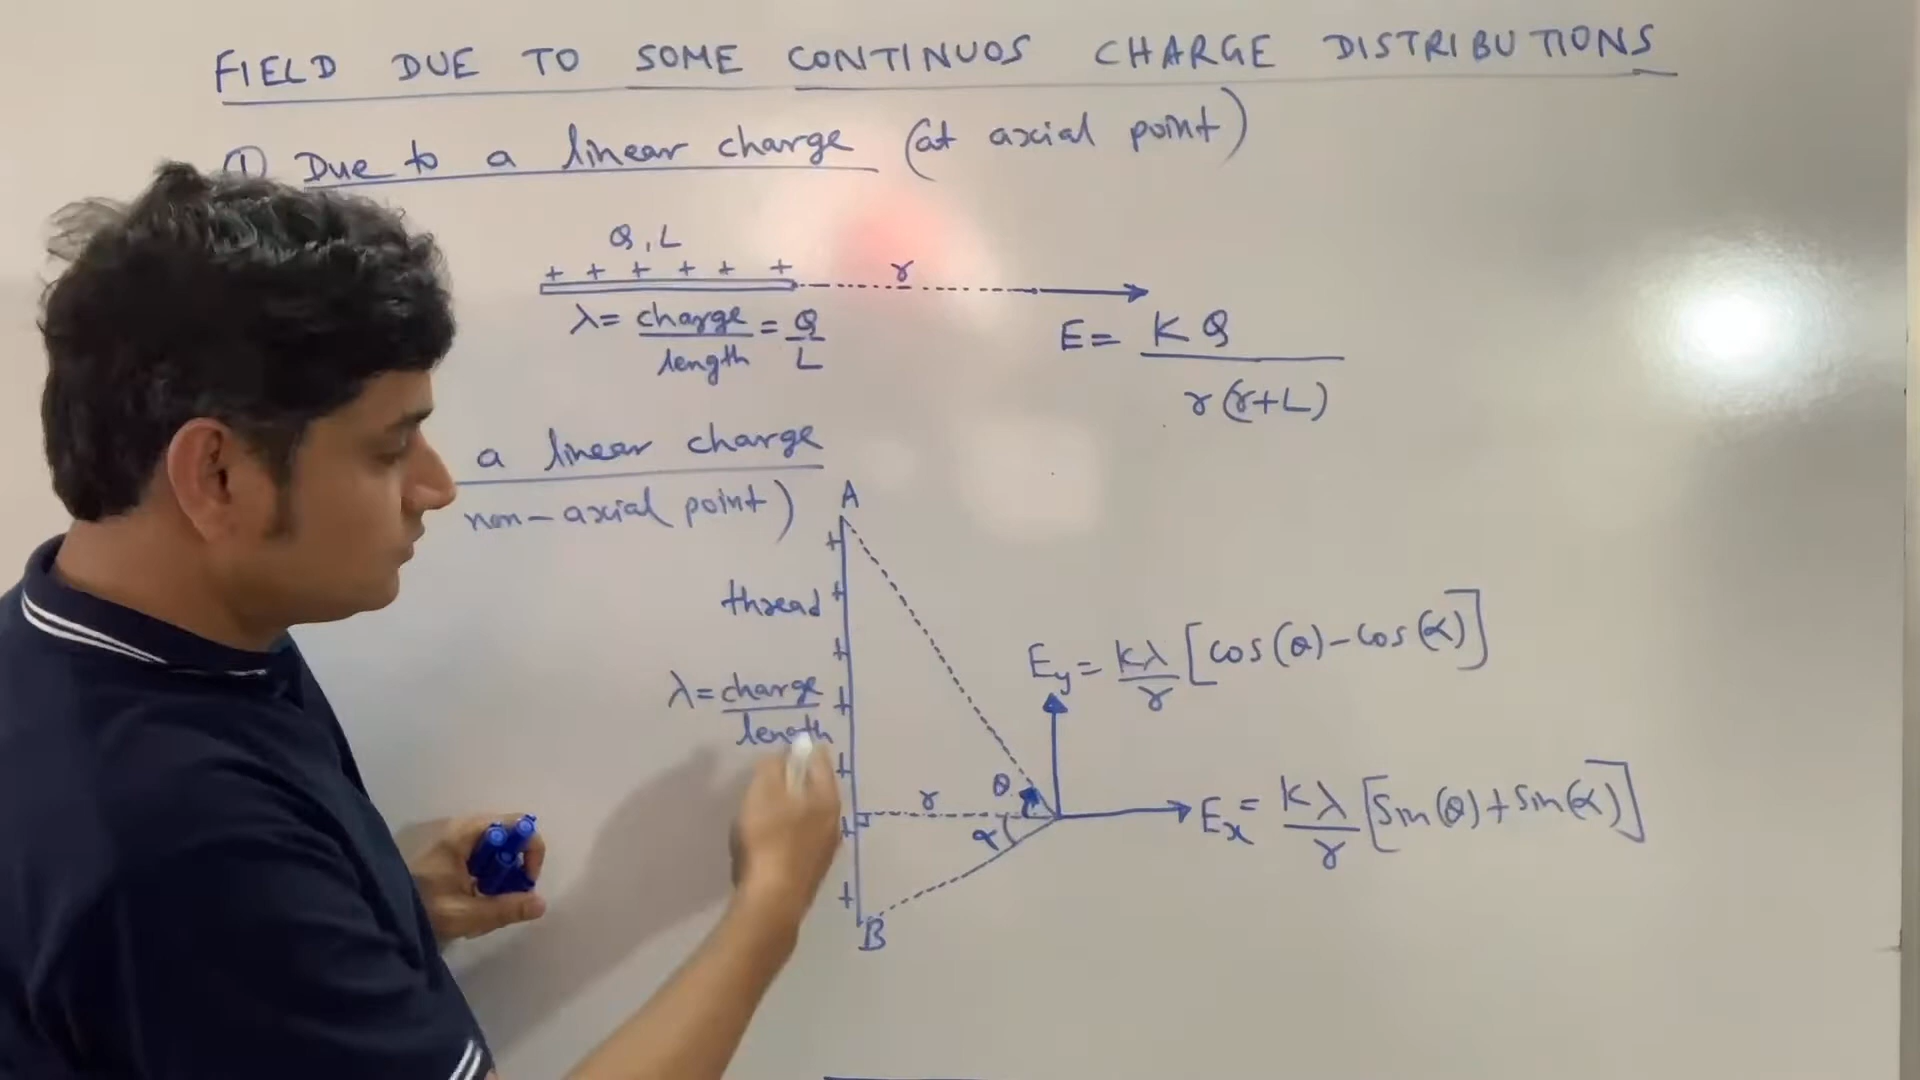 FIELD DUE TO SOME CONTINUOS CHARGE DISTRIBUTIONS
① Due to a linear charge (at axial point)
Q, L
+ + + + + +
r
λ = charge/length = Q/L
E = KQ / r(r+L)
a linear charge
non-axial point)
A
+
thread +
+
λ = charge/length +
+
+
+
B
r
θ
α
Ey = kλ/r [cos(θ) - cos(α)]
Ex = kλ/r [Sin(θ) + Sin(α)]